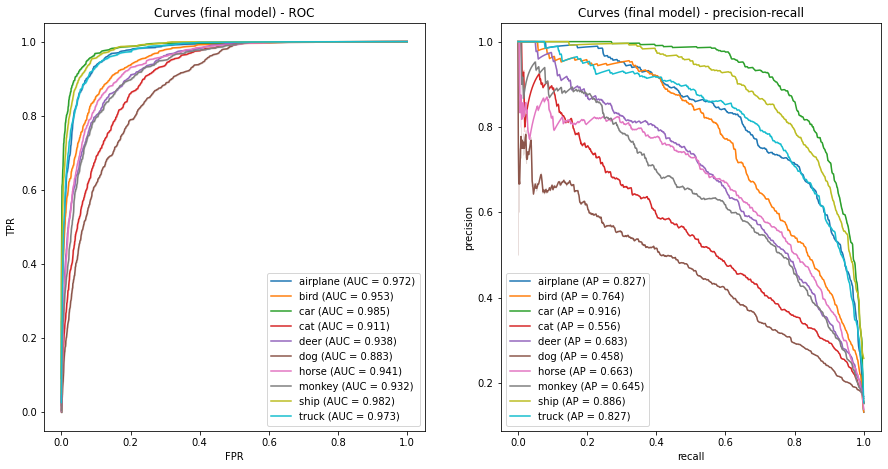 Curves (final model) - ROC
TPR
1.0
0.8
0.6
0.4
0.2
0.0
airplane (AUC = 0.972)
bird (AUC = 0.953)
car (AUC = 0.985)
cat (AUC = 0.911)
deer (AUC = 0.938)
dog (AUC = 0.883)
horse (AUC = 0.941)
monkey (AUC = 0.932)
ship (AUC = 0.982)
truck (AUC = 0.973)
0.0 0.2 0.4 0.6 0.8 1.0
FPR
Curves (final model) - precision-recall
precision
1.0
0.8
0.6
0.4
0.2
airplane (AP = 0.827)
bird (AP = 0.764)
car (AP = 0.916)
cat (AP = 0.556)
deer (AP = 0.683)
dog (AP = 0.458)
horse (AP = 0.663)
monkey (AP = 0.645)
ship (AP = 0.886)
truck (AP = 0.827)
0.0 0.2 0.4 0.6 0.8 1.0
recall